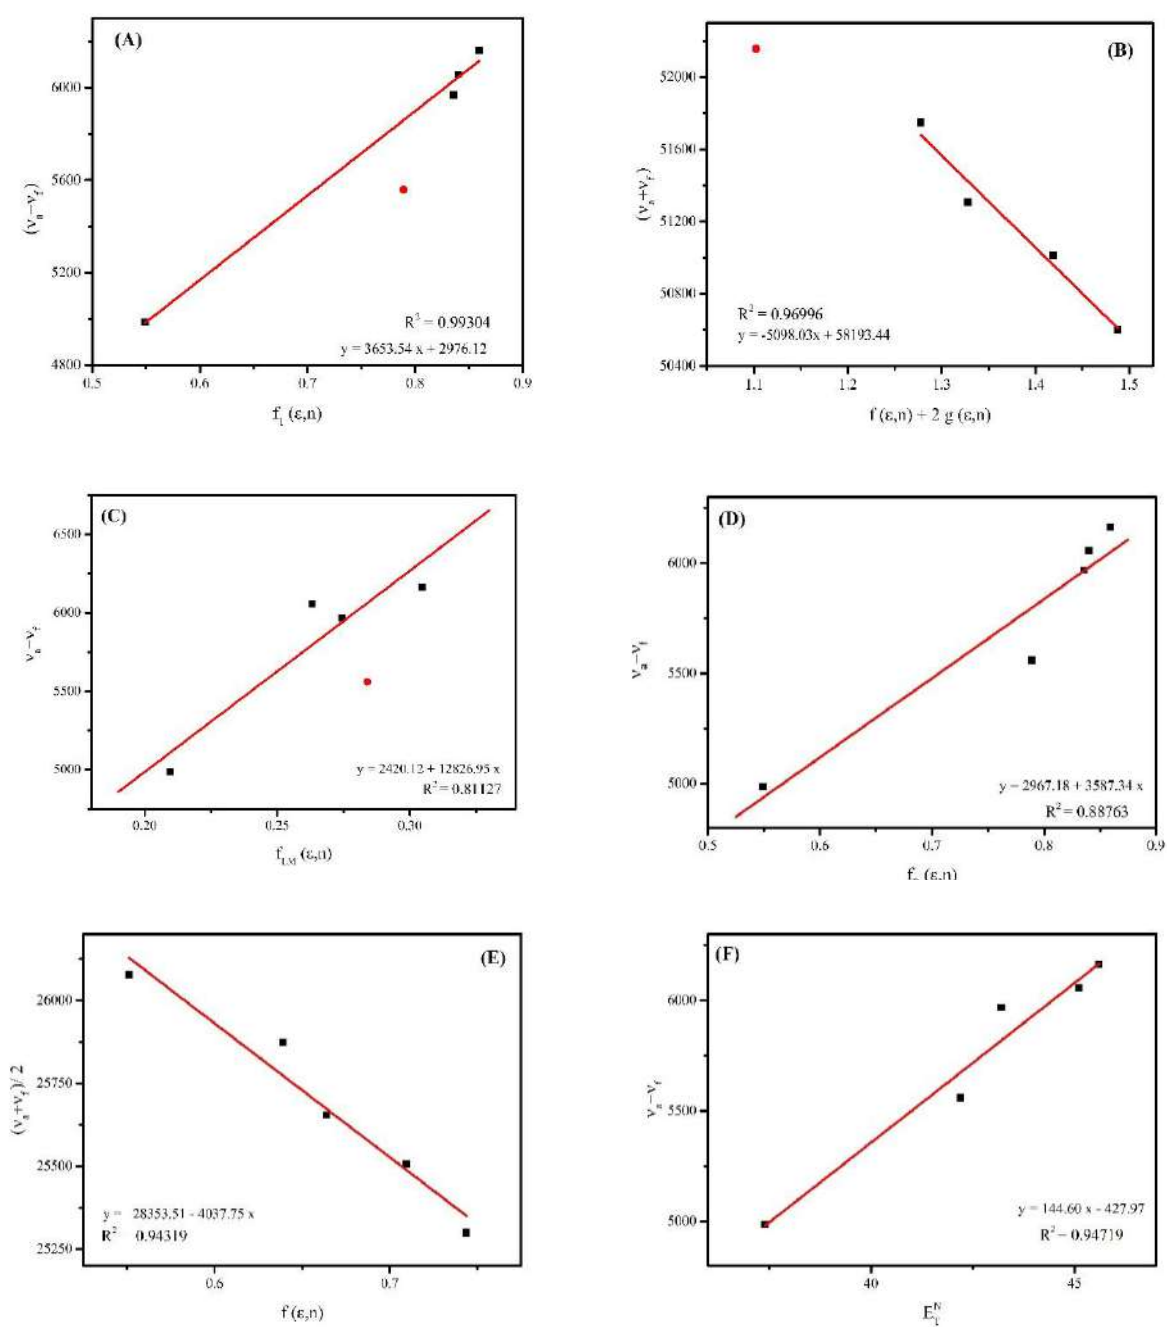 (A)
6000
5600
5200
4800
(νa−νf)
R2 = 0.99304
y = 3653.54 x + 2976.12
0.5 0.6 0.7 0.8 0.9
f1 (ε,n)
(B)
52000
51600
51200
50800
50400
(νa+νf)
R2 = 0.96996
y = -5098.03x + 58193.44
1.1 1.2 1.3 1.4 1.5
f (ε,n) + 2 g (ε,n)
(C)
6500
6000
5500
5000
νa−νf
y = 2420.12 + 12826.95 x
R2 = 0.81127
0.20 0.25 0.30
fLM (ε,n)
(D)
6000
5500
5000
νa−νf
y = 2967.18 + 3587.34 x
R2 = 0.88763
0.5 0.6 0.7 0.8 0.9
(ε,n)
(E)
26000
25750
25500
25250
(νa+νf)/ 2
y = 28353.51 - 4037.75 x
R2 0.94319
0.6 0.7
f (ε,n)
(F)
6000
5500
5000
νa−νf
y = 144.60 x - 427.97
R2 = 0.94719
40 45
ETN